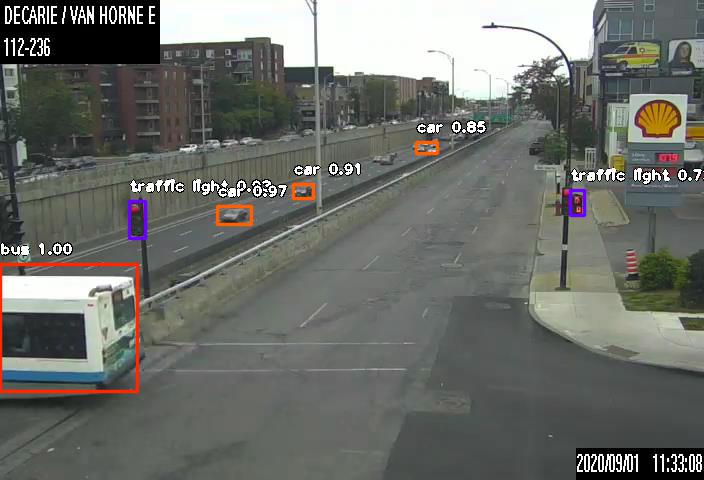 DECARIE / VAN HORNE E
112-236
car 0.85
car 0.91
traffic light 0.
car 0.97
traffic light 0.7
bus 1.00
2020/09/01 11:33:08